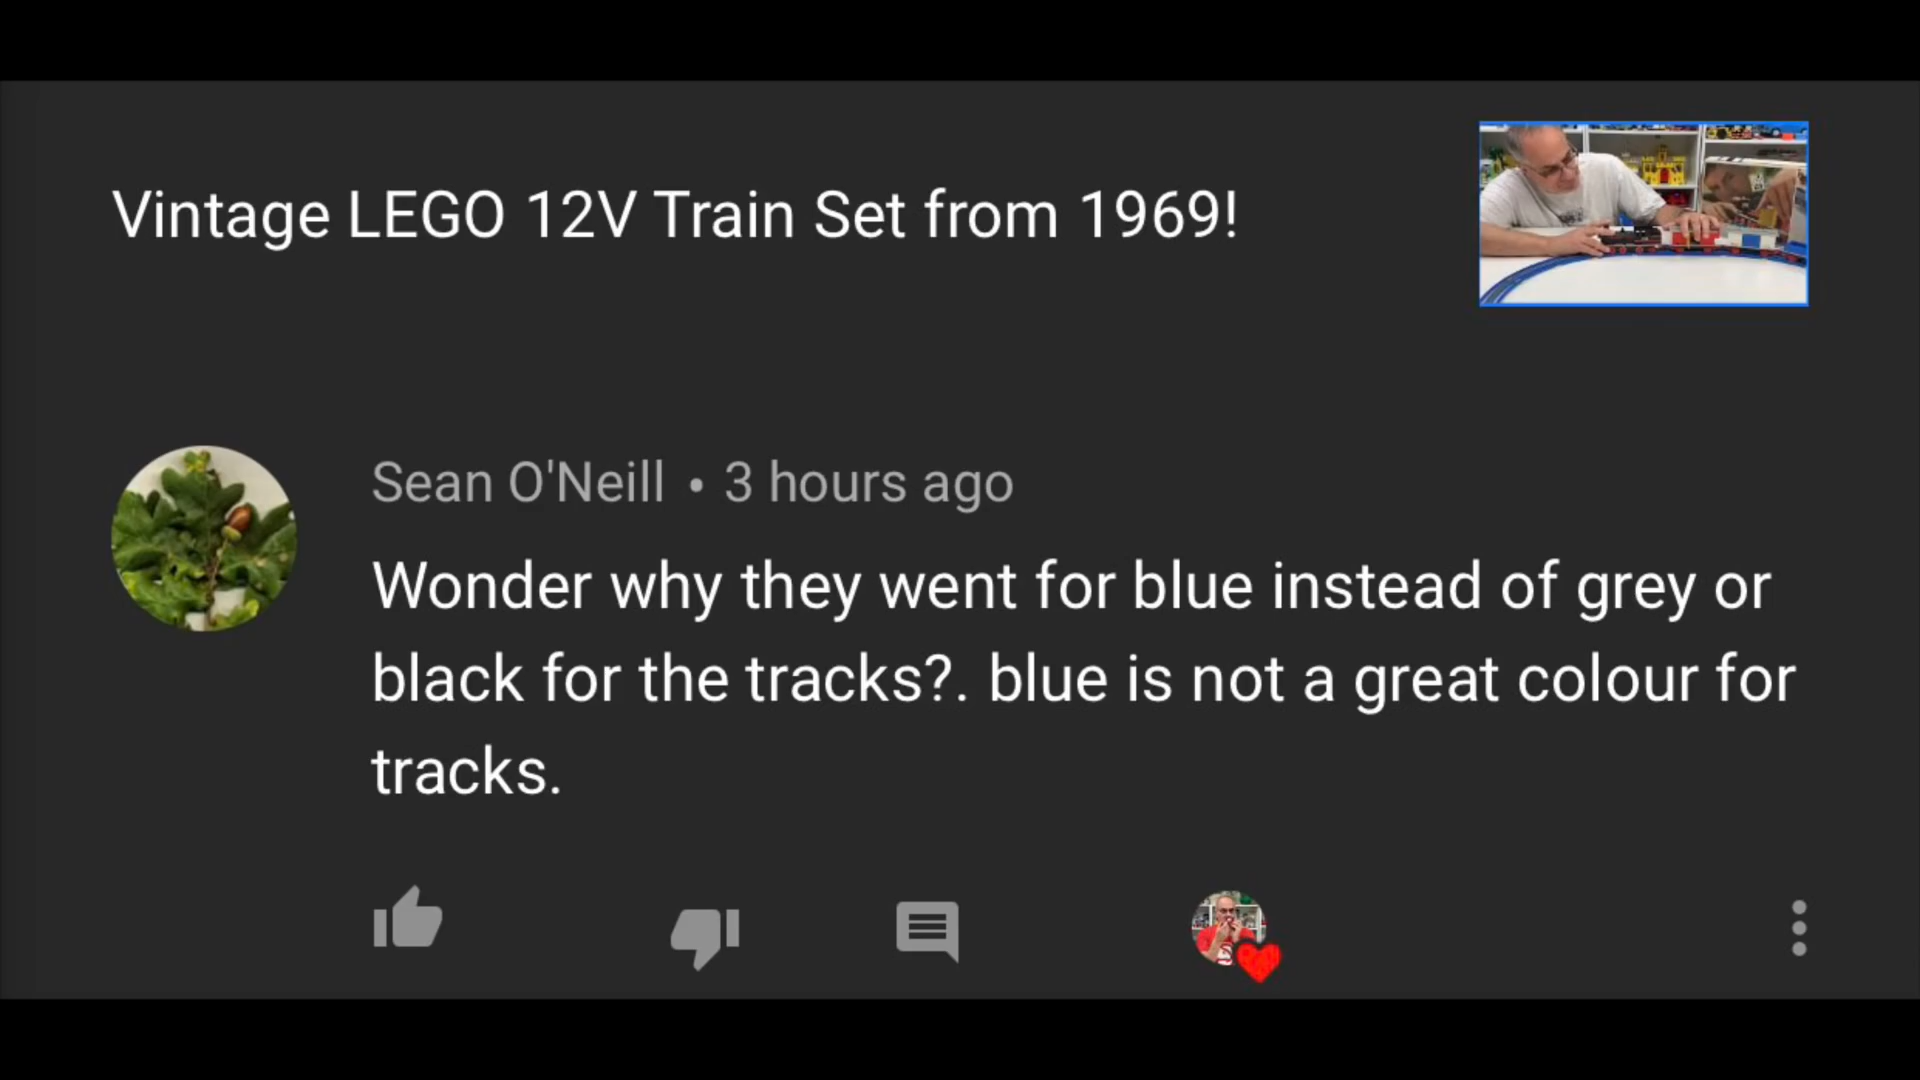 Vintage LEGO 12V Train Set from 1969!
Sean O'Neill • 3 hours ago
Wonder why they went for blue instead of grey or
black for the tracks?. blue is not a great colour for
tracks.